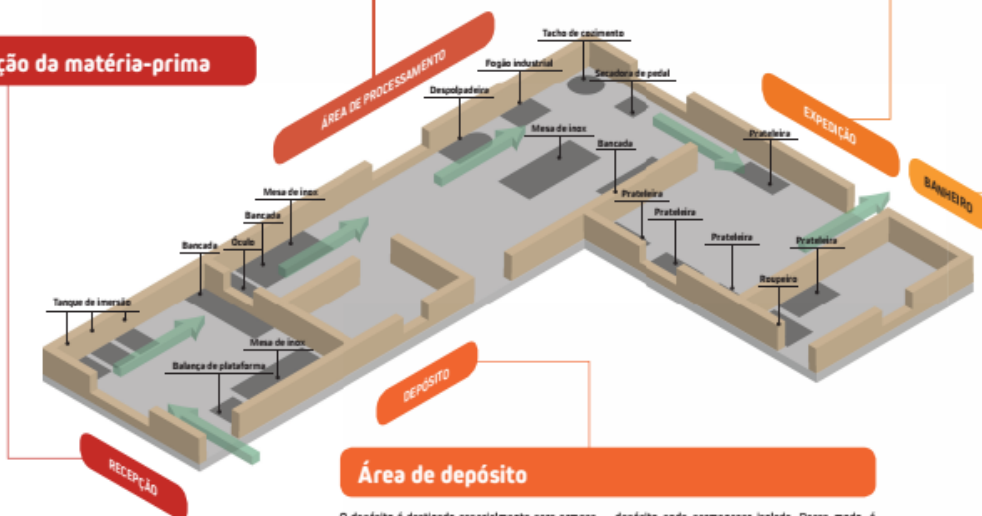 ção da matéria-prima
ÁREA DE PROCESSAMENTO
Tacho de cozimento
Fogão industrial
Secadora de pedal
Despolpadeira
Mesa de inox
Bancada
Prateleira
EXPEDIÇÃO
BANHEIRO
Mesa de inox
Bancada
Bancada
Óculo
Prateleira
Prateleira
Prateleira
Prateleira
Roupeiro
Tanque de imersão
Mesa de inox
Balança de plataforma
DEPÓSITO
RECEPÇÃO
Área de depósito